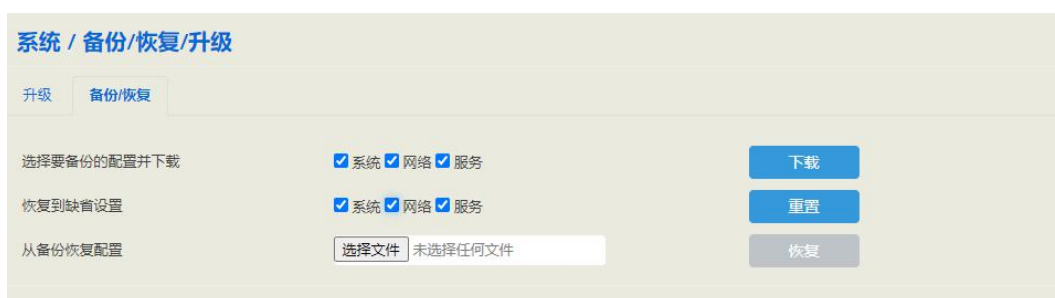 系统 / 备份/恢复/升级
升级 备份/恢复
选择要备份的配置并下载 系统 网络 服务 下载
恢复到缺省设置 系统 网络 服务 重置
从备份恢复配置 选择文件 未选择任何文件 恢复